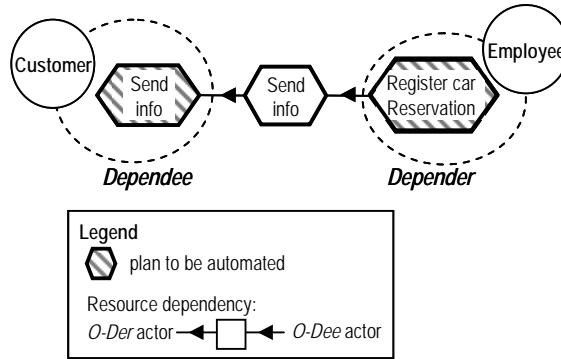 Customer
Send
info
Send
info
Register car
Reservation
Employee
Dependee
Depender
Legend
plan to be automated
Resource dependency:
O-Der actor
O-Dee actor